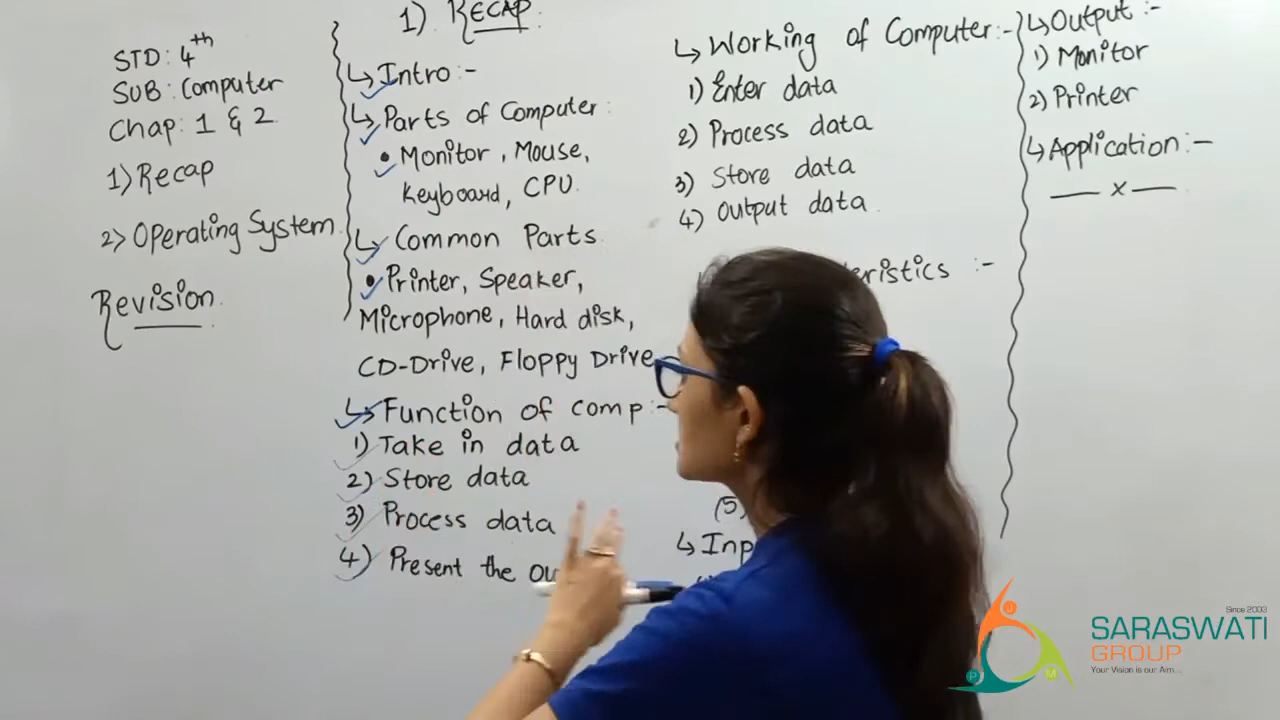 STD: 4th
SUB: Computer
Chap: 1 & 2
1) Recap
2> Operating System
Revision
1) RECAP:
↳ Intro :-
↳ Parts of Computer:
• Monitor, Mouse,
Keyboard, CPU.
↳ Common Parts
• Printer, Speaker,
Microphone, Hard disk,
CD-Drive, Floppy Drive
↳ Function of comp :-
1) Take in data
2) Store data
3) Process data
4) Present the
↳ Working of Computer:-
1) Enter data
2) Process data
3) Store data
4) Output data
:-
(5)
↳
↳ Output :-
1) Monitor
2) Printer
↳ Application :-
— x —
Since 2003
SARASWATI
GROUP
Your Vision is our Aim...
P M